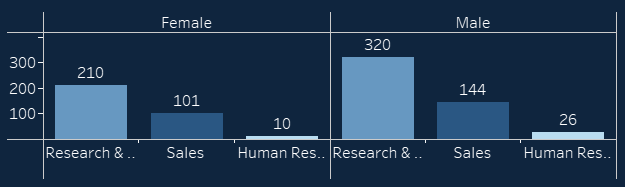 Female Male
320
300 210
200 144
101
100 10 26
Research & .. Sales Human Res.. Research & .. Sales Human Res..